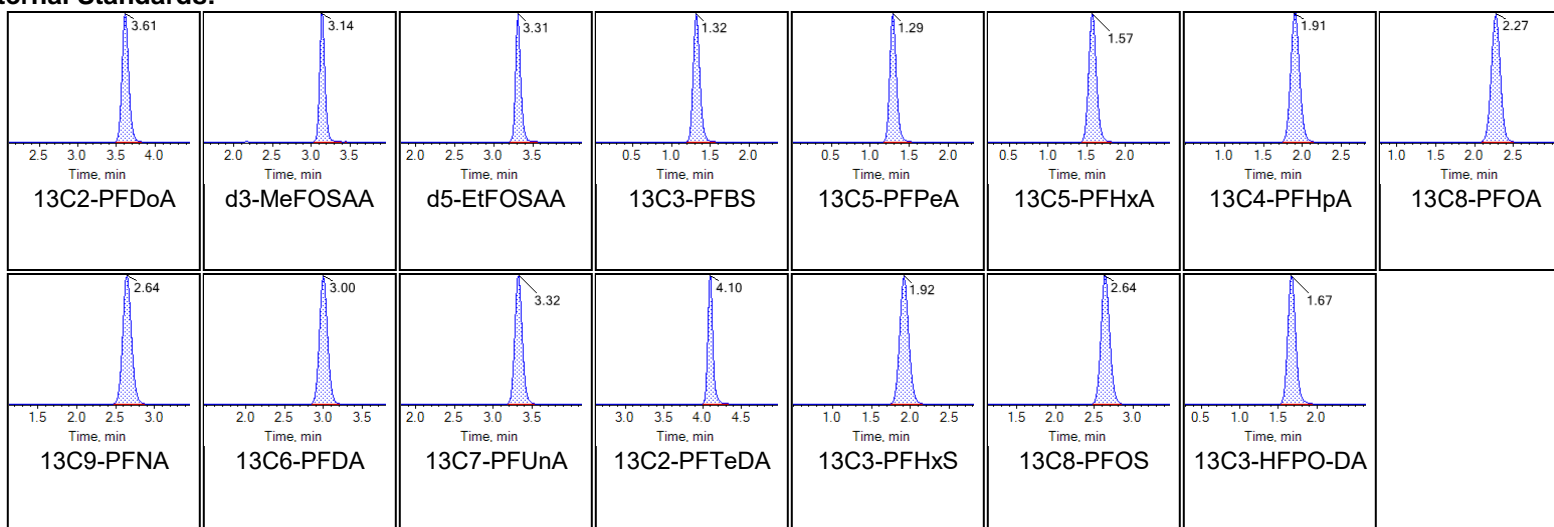 ternal Standards:
3.61 3.14 3.31 1.32 1.29 1.57 1.91 2.27
2.5 3.0 3.5 4.0 2.0 2.5 3.0 3.5 2.0 2.5 3.0 3.5 0.5 1.0 1.5 2.0 0.5 1.0 1.5 2.0 0.5 1.0 1.5 2.0 1.0 1.5 2.0 2.5 1.0 1.5 2.0 2.5
Time, min Time, min Time, min Time, min Time, min Time, min Time, min Time, min
13C2-PFDoA d3-MeFOSAA d5-EtFOSAA 13C3-PFBS 13C5-PFPeA 13C5-PFHxA 13C4-PFHpA 13C8-PFOA
2.64 3.00 3.32 4.10 1.92 2.64 1.67
1.5 2.0 2.5 3.0 2.0 2.5 3.0 3.5 2.0 2.5 3.0 3.5 3.0 3.5 4.0 4.5 1.0 1.5 2.0 2.5 1.5 2.0 2.5 3.0 0.5 1.0 1.5 2.0
Time, min Time, min Time, min Time, min Time, min Time, min Time, min
13C9-PFNA 13C6-PFDA 13C7-PFUnA 13C2-PFTeDA 13C3-PFHxS 13C8-PFOS 13C3-HFPO-DA